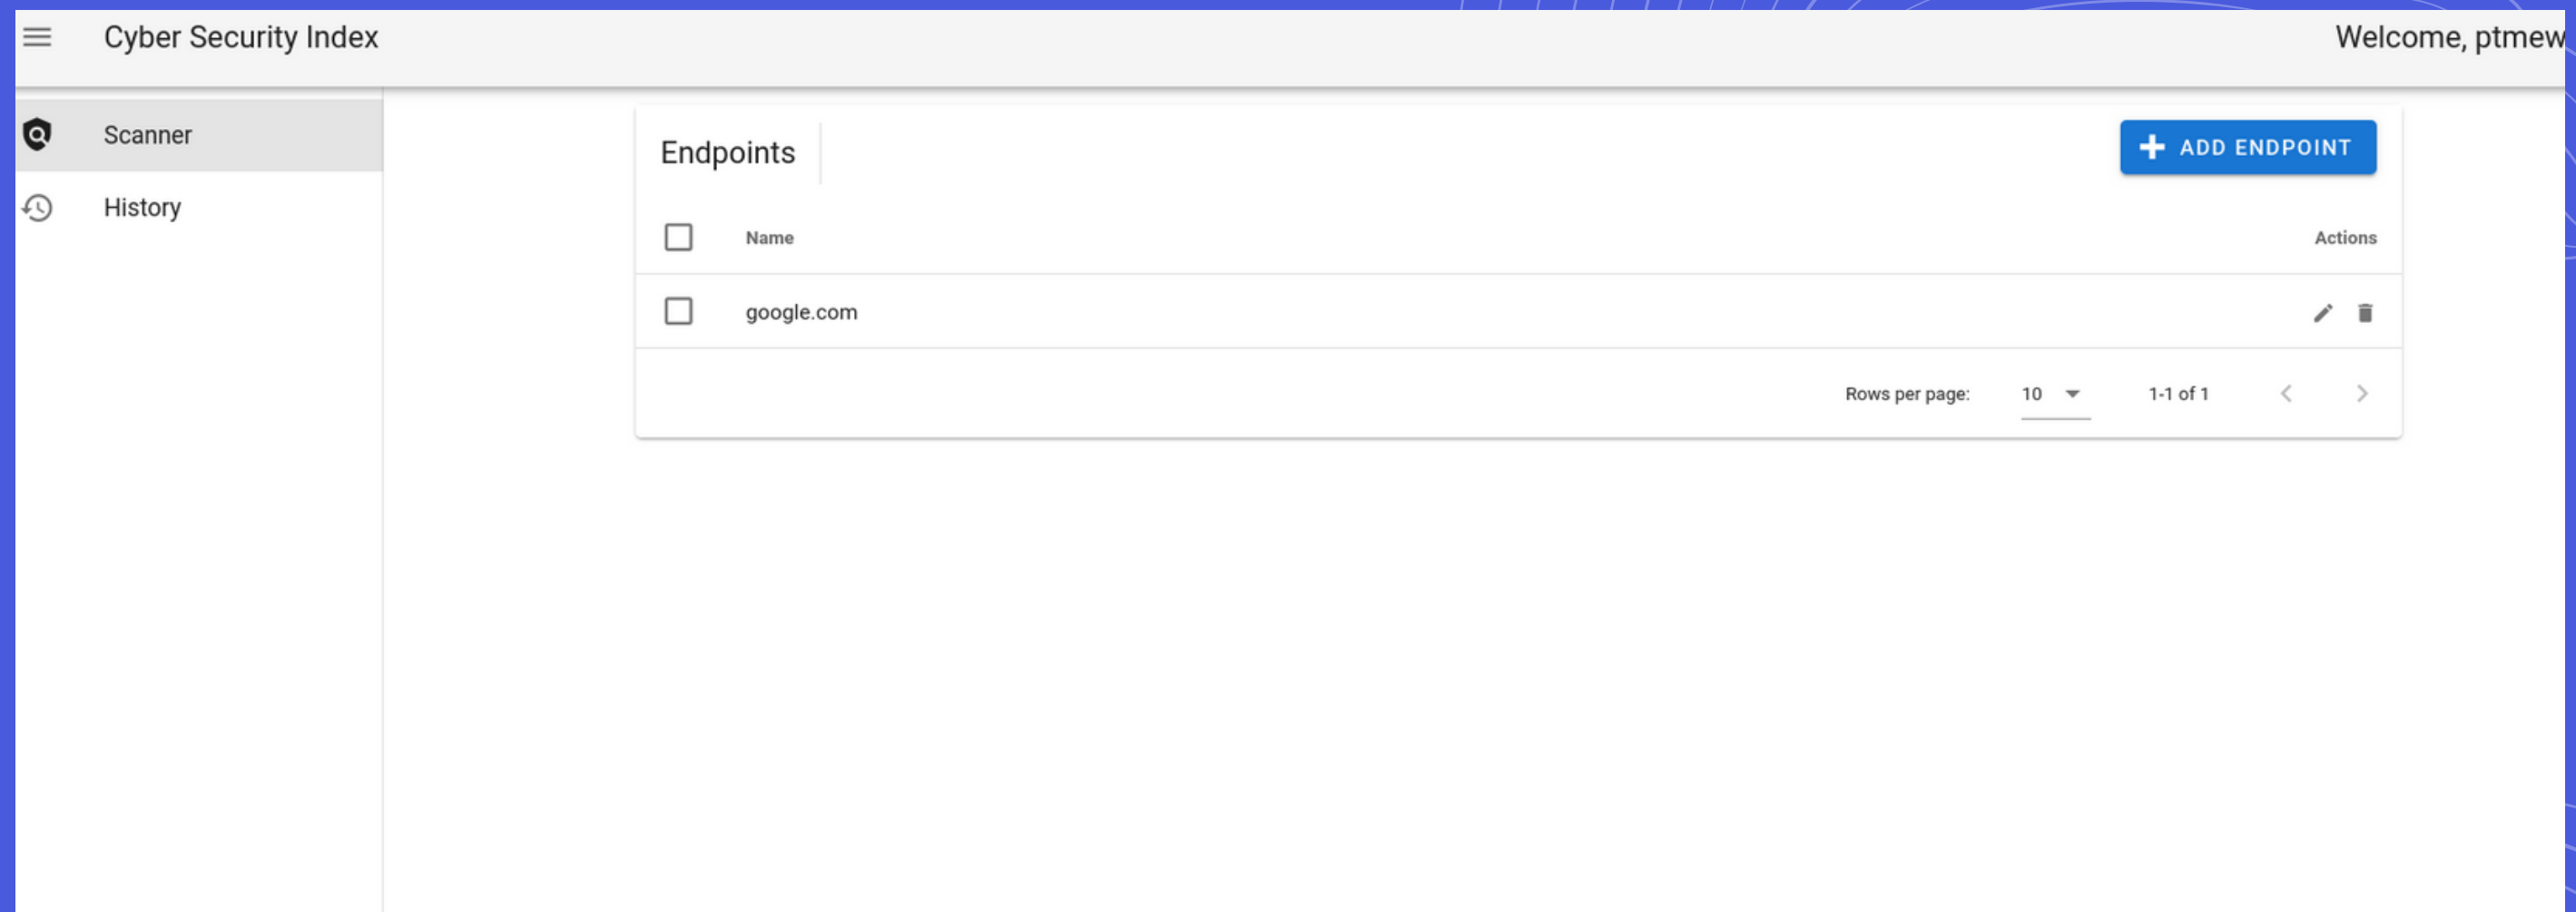 Cyber Security Index
Welcome, ptmew
Scanner
History
Endpoints
ADD ENDPOINT
Name
Actions
google.com
Rows per page: 10 1-1 of 1